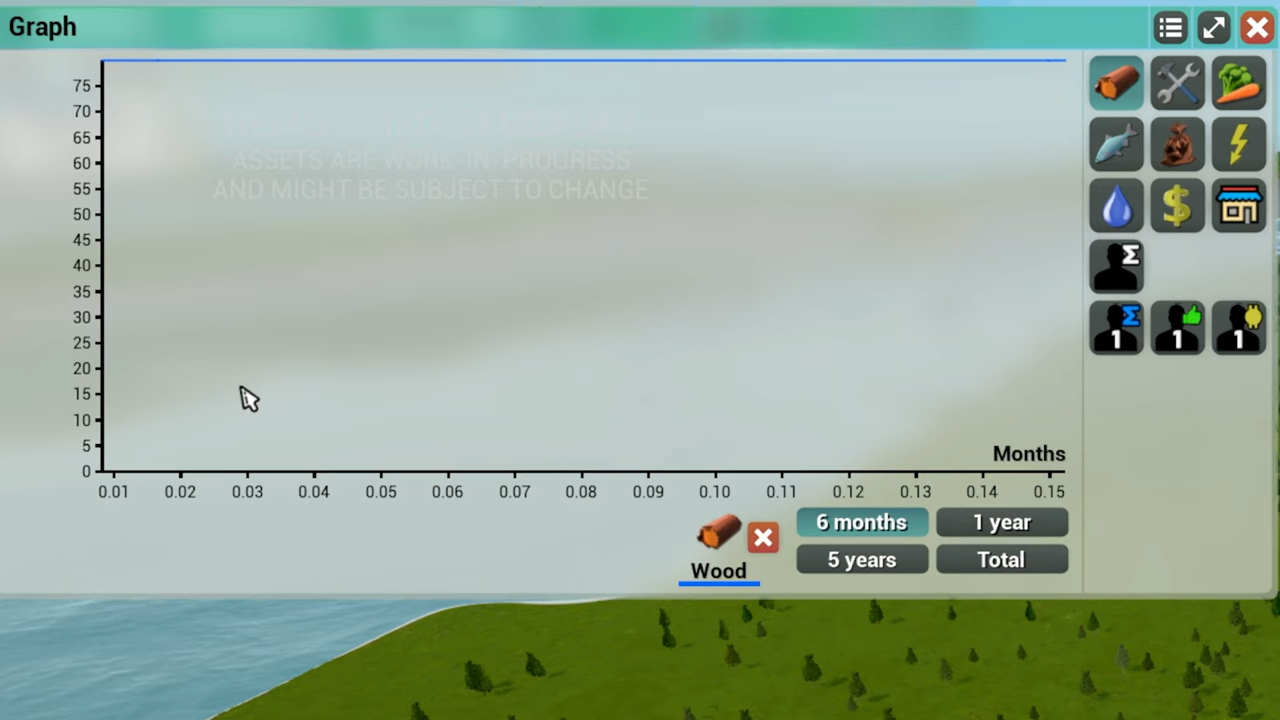 Graph
ASSETS ARE WORK-IN-PROGRESS
AND MIGHT BE SUBJECT TO CHANGE
75
70
65
60
55
50
45
40
35
30
25
20
15
10
5
0
Months
0.01 0.02 0.03 0.04 0.05 0.06 0.07 0.08 0.09 0.10 0.11 0.12 0.13 0.14 0.15
Wood
6 months 1 year
5 years Total
Σ
Σ
1 1 1